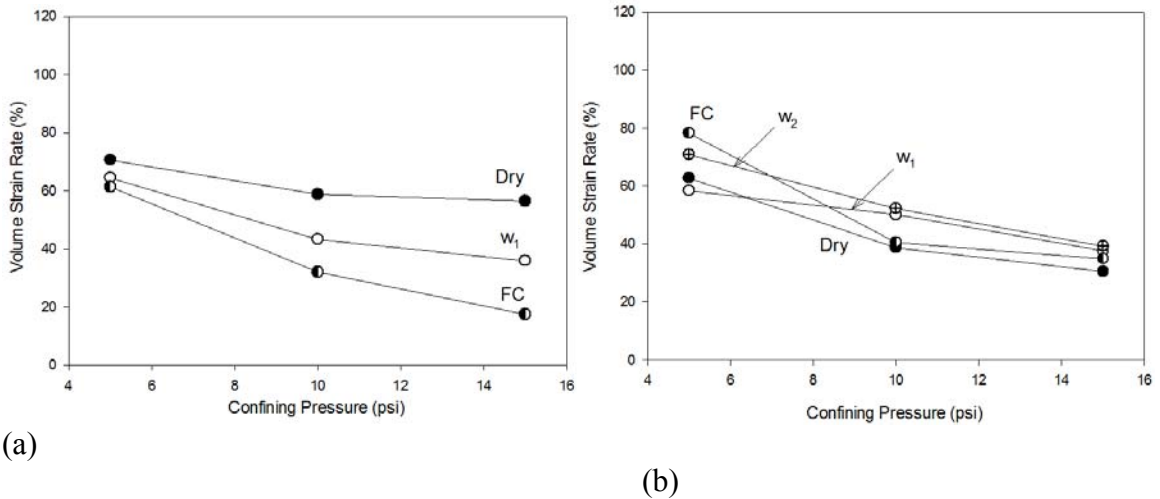 120
100
80
60
40
20
0
Volume Strain Rate (%)
Dry
w1
FC
4 6 8 10 12 14 16
Confining Pressure (psi)
(a)
120
100
80
60
40
20
0
Volume Strain Rate (%)
FC
w2
w1
Dry
4 6 8 10 12 14 16
Confining Pressure (psi)
(b)